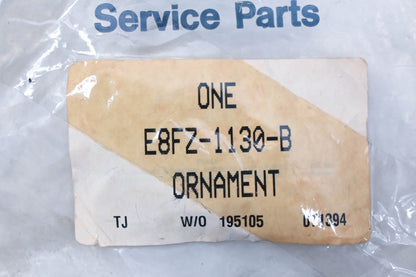 Service Parts
ONE
E8FZ-1130-B
ORNAMENT
TJ W/O 195105